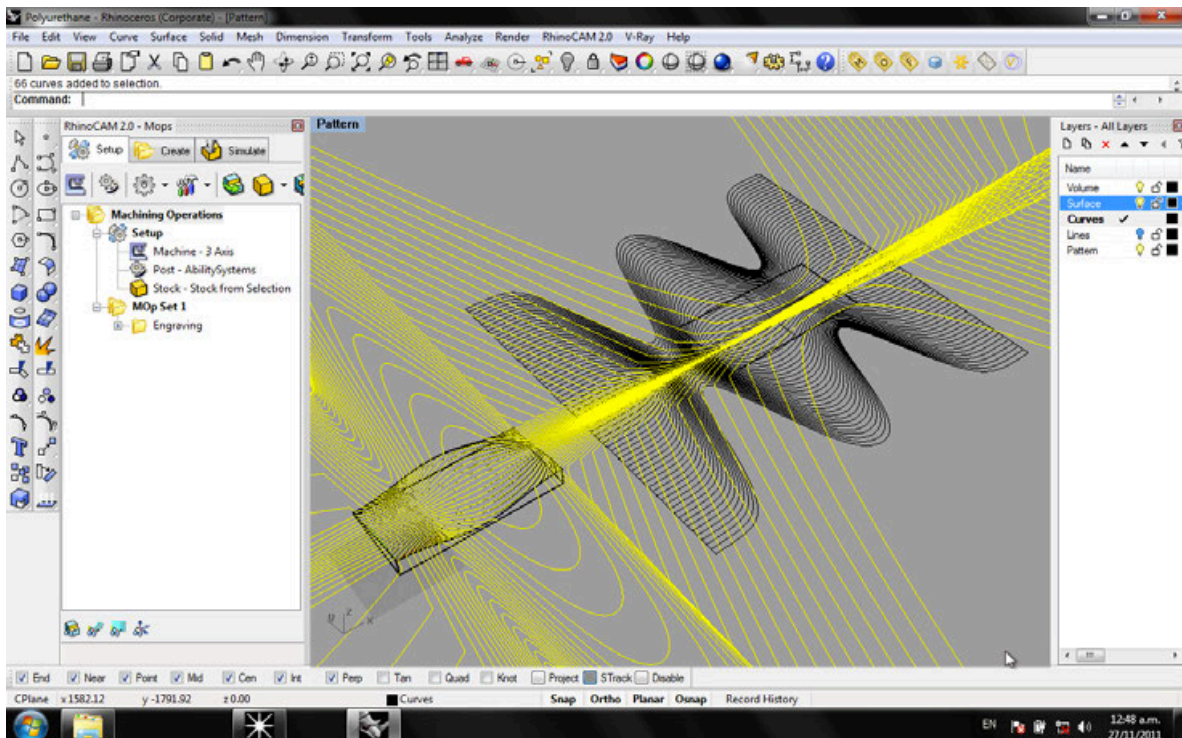 Polyurethane - Rhinoceros (Corporate) - [Pattern]
File Edit View Curve Surface Solid Mesh Dimension Transform Tools Analyze Render RhinoCAM 2.0 V-Ray Help
66 curves added to selection.
Command:
RhinoCAM 2.0 - Mops
Setup Create Simulate
Machining Operations
Setup
Machine - 3 Axis
Post - AbilitySystems
Stock - Stock from Selection
MOp Set 1
Engraving
Pattern
z
y x
Layers - All Layers
Name
Volume
Surface
Curves
Lines
Pattern
End Near Point Mid Cen Int Perp Tan Quad Knot Project STrack Disable
CPlane x 1582.12 y -1791.92 z 0.00 Curves Snap Ortho Planar Osnap Record History
EN 12:48 a.m.
27/11/2011